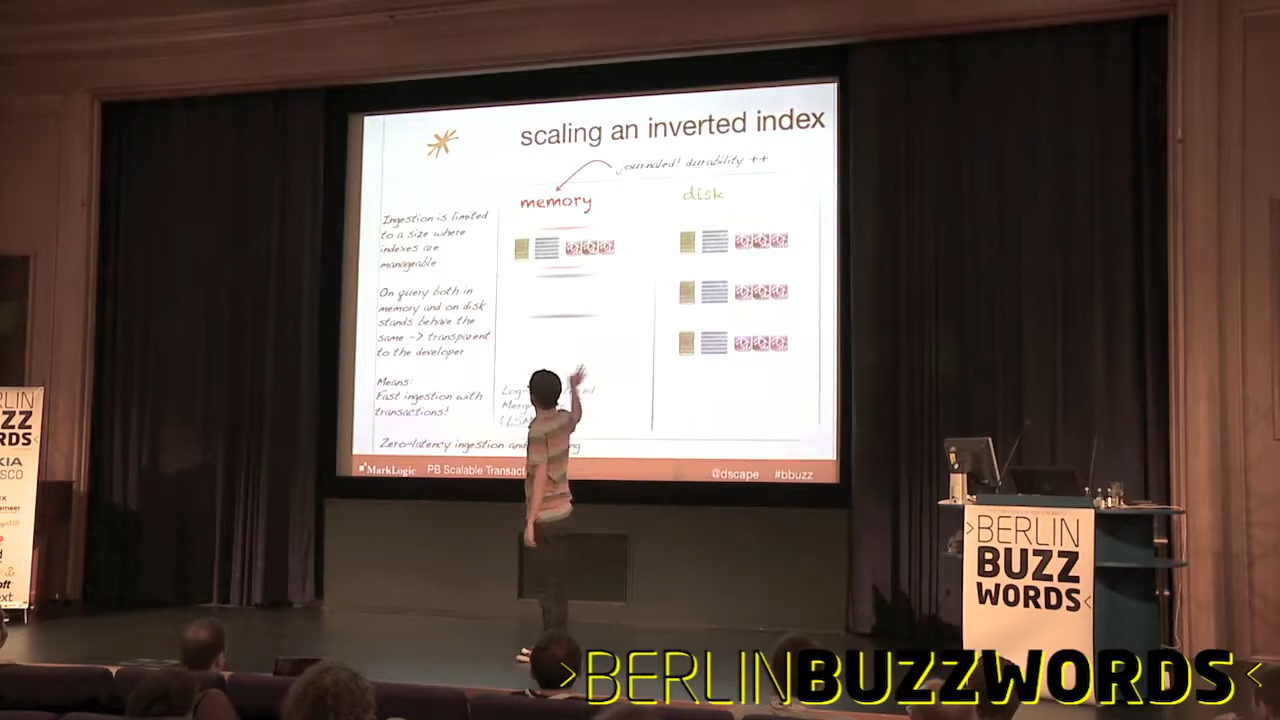 scaling an inverted index
journaled! durability ++
memory
disk
Ingestion is limited
to a size where
indexes are
manageable
On query both in
memory and on disk
stands behave the
same -> transparent
to the developer
Means:
Fast ingestion with
transactions!
Zero-latency ingestion and
MarkLogic
PB Scalable
@dscape
#bbuzz
BERLIN
BUZZ
WORDS
>BERLIN
BUZZ
WORDS<
>BERLINBUZZWORDS<